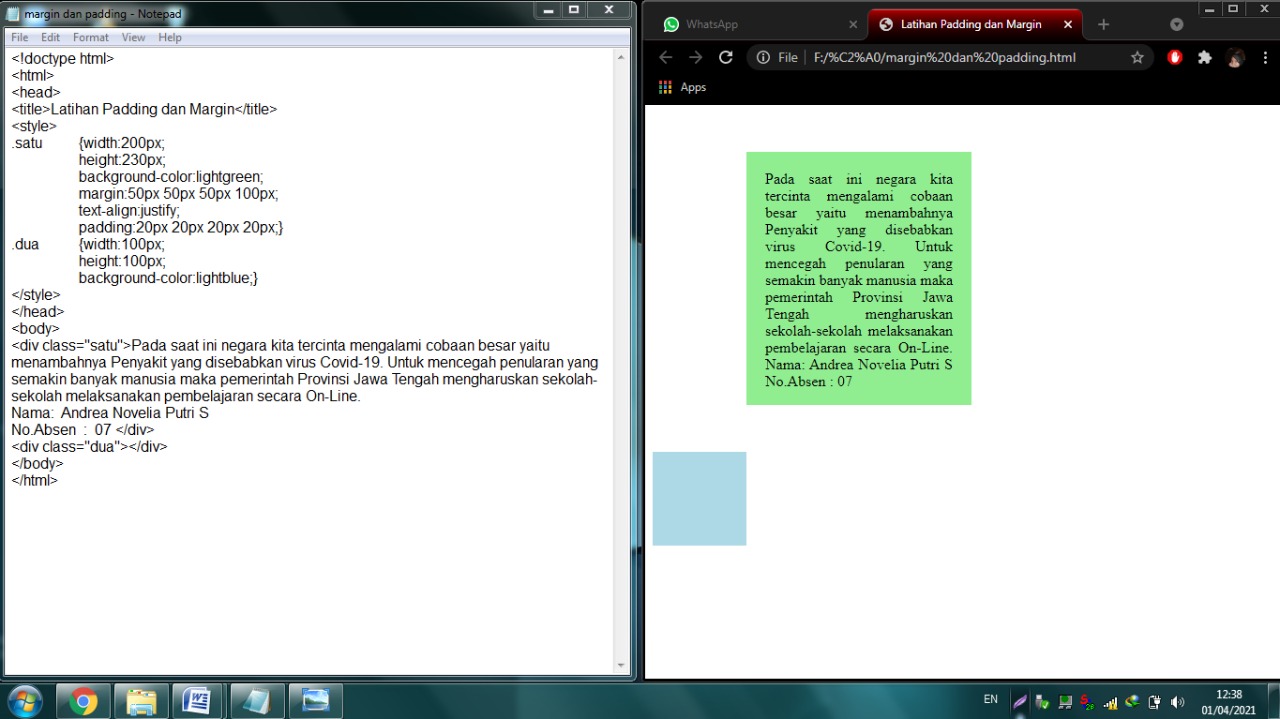 margin dan padding - Notepad
File Edit Format View Help
<!doctype html>
<html>
<head>
<title>Latihan Padding dan Margin</title>
<style>
.satu {width:200px;
height:230px;
background-color:lightgreen;
margin:50px 50px 50px 100px;
text-align:justify;
padding:20px 20px 20px 20px;}
.dua {width:100px;
height:100px;
background-color:lightblue;}
</style>
</head>
<body>
<div class="satu">Pada saat ini negara kita tercinta mengalami cobaan besar yaitu
menambahnya Penyakit yang disebabkan virus Covid-19. Untuk mencegah penularan yang
semakin banyak manusia maka pemerintah Provinsi Jawa Tengah mengharuskan sekolah-
sekolah melaksanakan pembelajaran secara On-Line.
Nama: Andrea Novelia Putri S
No.Absen : 07 </div>
<div class="dua"></div>
</body>
</html>
WhatsApp
Latihan Padding dan Margin
File F:/%C2%A0/margin%20dan%20padding.html
Apps
Pada saat ini negara kita
tercinta mengalami cobaan
besar yaitu menambahnya
Penyakit yang disebabkan
virus Covid-19. Untuk
mencegah penularan yang
semakin banyak manusia maka
pemerintah Provinsi Jawa
Tengah mengharuskan
sekolah-sekolah melaksanakan
pembelajaran secara On-Line.
Nama: Andrea Novelia Putri S
No.Absen : 07
EN
12:38
01/04/2021